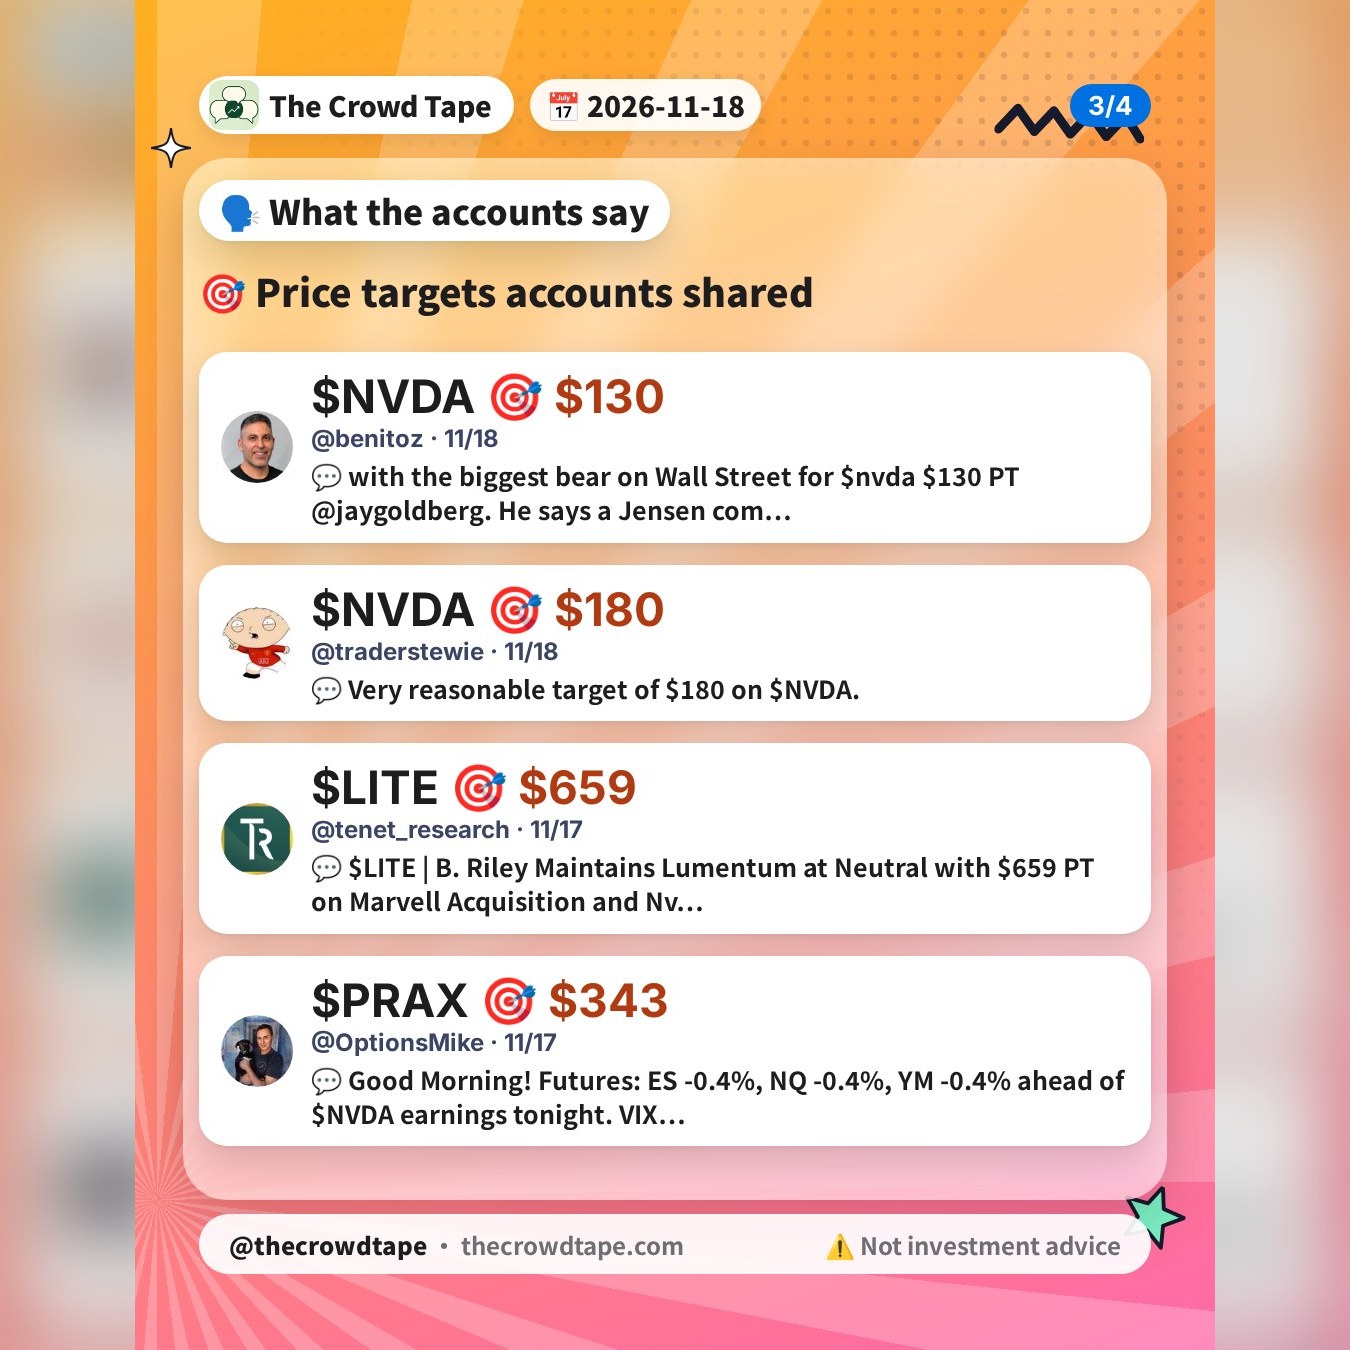 The Crowd Tape
📅 2026-11-18
3/4
🗣️ What the accounts say
🎯 Price targets accounts shared
$NVDA 🎯 $130
@benitoz · 11/18
💬 with the biggest bear on Wall Street for $nvda $130 PT
@jaygoldberg. He says a Jensen com…
$NVDA 🎯 $180
@traderstewie · 11/18
💬 Very reasonable target of $180 on $NVDA.
$LITE 🎯 $659
@tenet_research · 11/17
💬 $LITE | B. Riley Maintains Lumentum at Neutral with $659 PT
on Marvell Acquisition and Nv…
$PRAX 🎯 $343
@OptionsMike · 11/17
💬 Good Morning! Futures: ES -0.4%, NQ -0.4%, YM -0.4% ahead of
$NVDA earnings tonight. VIX…
@thecrowdtape • thecrowdtape.com
⚠️ Not investment advice